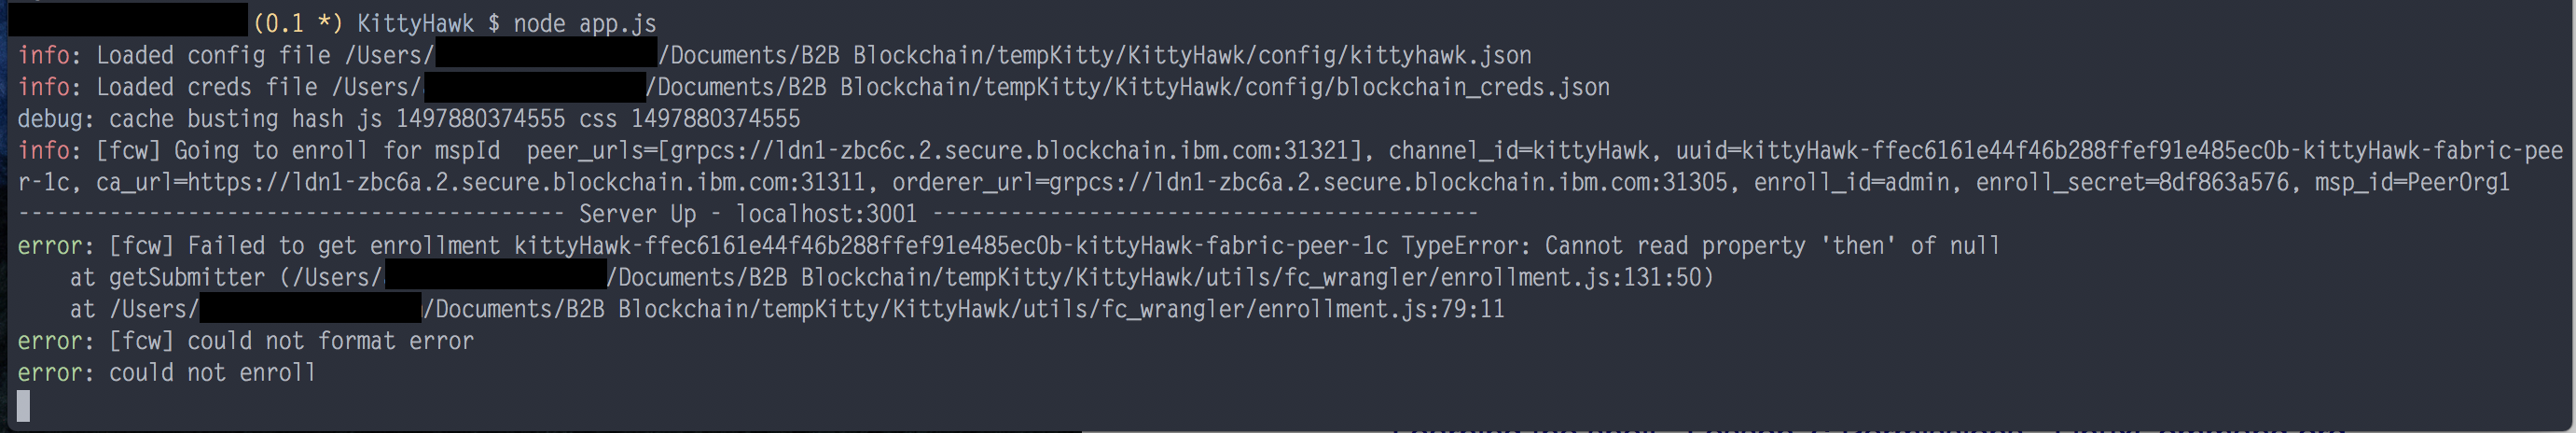 (0.1 *) KittyHawk $ node app.js
info: Loaded config file /Users/ /Documents/B2B Blockchain/tempKitty/KittyHawk/config/kittyhawk.json
info: Loaded creds file /Users/ /Documents/B2B Blockchain/tempKitty/KittyHawk/config/blockchain_creds.json
debug: cache busting hash js 1497880374555 css 1497880374555
info: [fcw] Going to enroll for mspId  peer_urls=[grpcs://ldn1-zbc6c.2.secure.blockchain.ibm.com:31321], channel_id=kittyHawk, uuid=kittyHawk-ffec6161e44f46b288ffef91e485ec0b-kittyHawk-fabric-pee
r-1c, ca_url=https://ldn1-zbc6a.2.secure.blockchain.ibm.com:31311, orderer_url=grpcs://ldn1-zbc6a.2.secure.blockchain.ibm.com:31305, enroll_id=admin, enroll_secret=8df863a576, msp_id=PeerOrg1
------------------------------------------ Server Up - localhost:3001 ------------------------------------------
error: [fcw] Failed to get enrollment kittyHawk-ffec6161e44f46b288ffef91e485ec0b-kittyHawk-fabric-peer-1c TypeError: Cannot read property 'then' of null
    at getSubmitter (/Users/ /Documents/B2B Blockchain/tempKitty/KittyHawk/utils/fc_wrangler/enrollment.js:131:50)
    at /Users/ /Documents/B2B Blockchain/tempKitty/KittyHawk/utils/fc_wrangler/enrollment.js:79:11
error: [fcw] could not format error
error: could not enroll